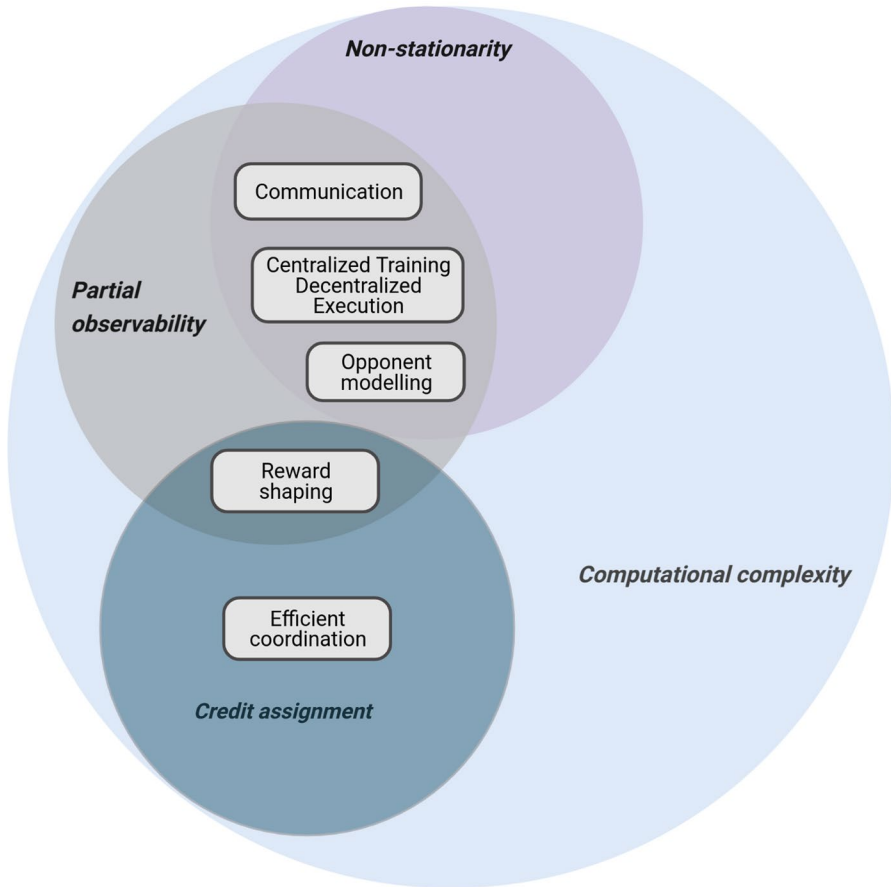 Non-stationarity
Communication
Centralized Training
Decentralized
Execution
Partial
observability
Opponent
modelling
Reward
shaping
Computational complexity
Efficient
coordination
Credit assignment